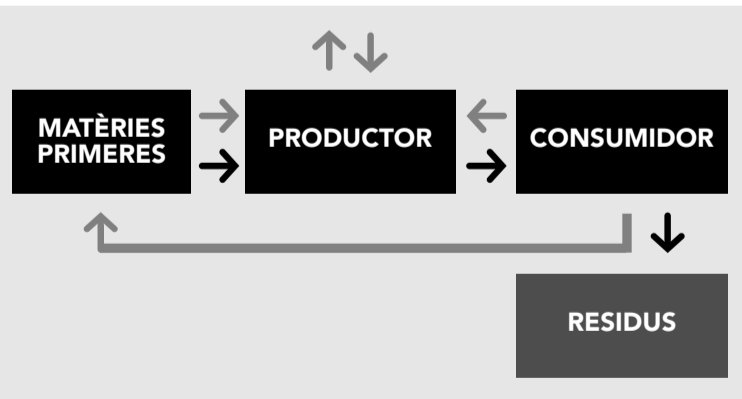 MATÈRIES
PRIMERES
PRODUCTOR
CONSUMIDOR
RESIDUS